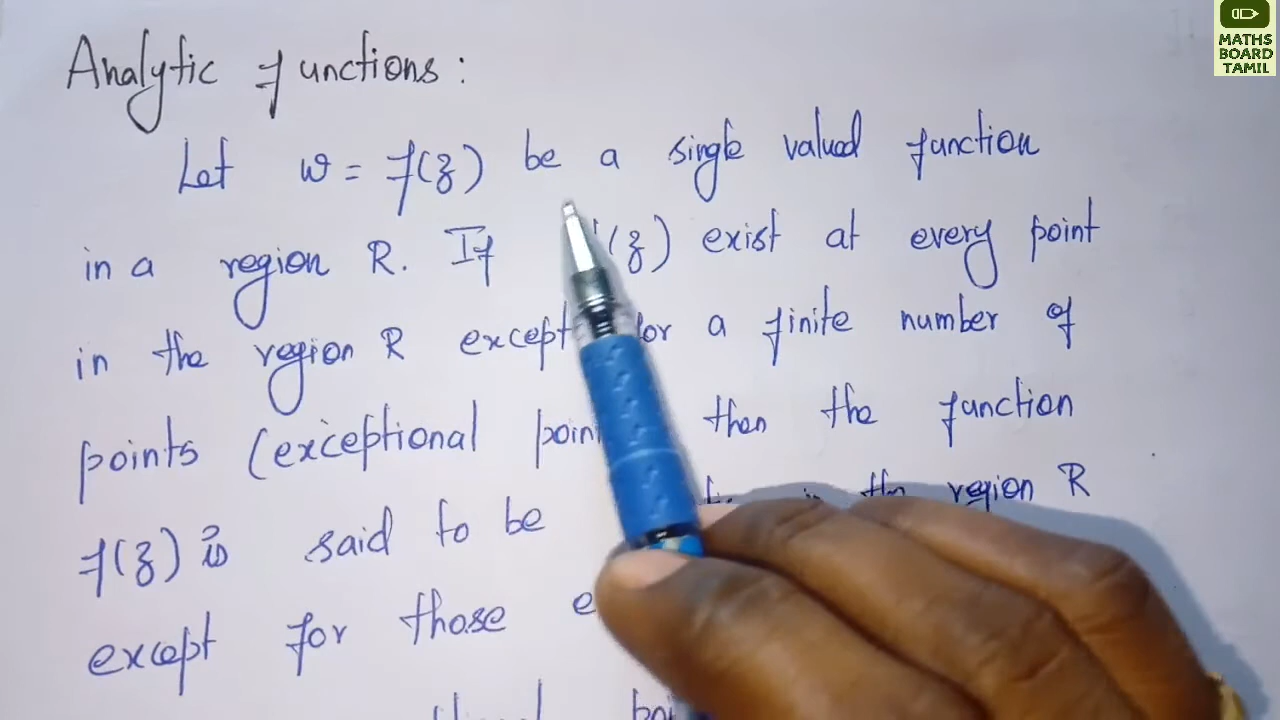 MATHS
BOARD
TAMIL
Analytic functions :
Let w = f(z) be a single valued function
in a region R. If '(z) exist at every point
in the region R except for a finite number of
points (exceptional poin then the function
f(z) is said to be in the region R
except for those e